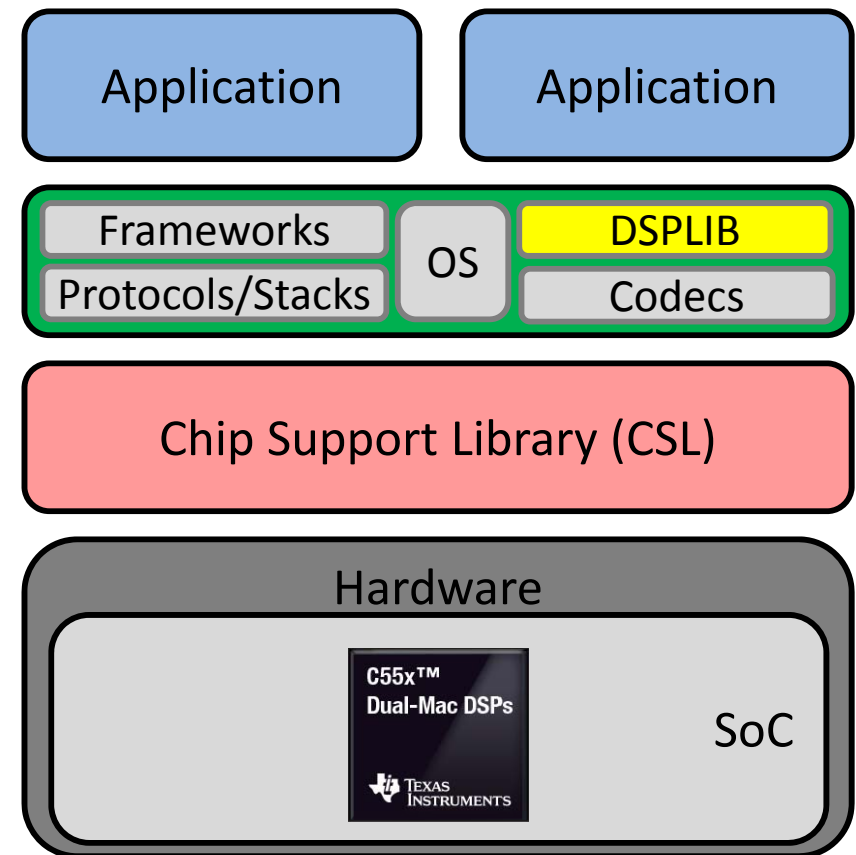 Application
Application
Frameworks
Protocols/Stacks
OS
DSPLIB
Codecs
Chip Support Library (CSL)
Hardware
C55x™
Dual-Mac DSPs
TEXAS
INSTRUMENTS
SoC